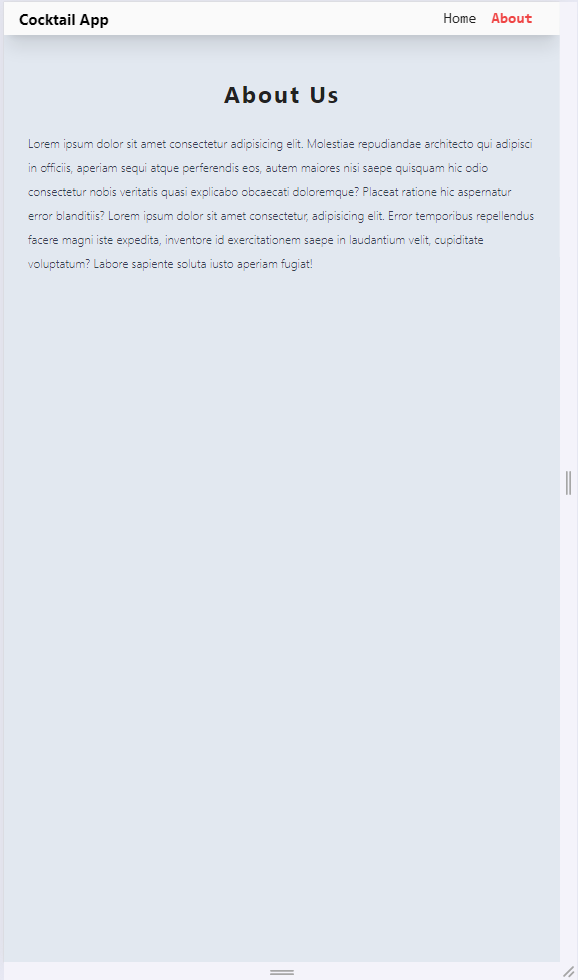 Cocktail App Home About
About Us
Lorem ipsum dolor sit amet consectetur adipisicing elit. Molestiae repudiandae architecto qui adipisci
in officiis, aperiam sequi atque perferendis eos, autem maiores nisi saepe quisquam hic odio
consectetur nobis veritatis quasi explicabo obcaecati doloremque? Placeat ratione hic aspernatur
error blanditiis? Lorem ipsum dolor sit amet consectetur, adipisicing elit. Error temporibus repellendus
facere magni iste expedita, inventore id exercitationem saepe in laudantium velit, cupiditate
voluptatum? Labore sapiente soluta iusto aperiam fugiat!